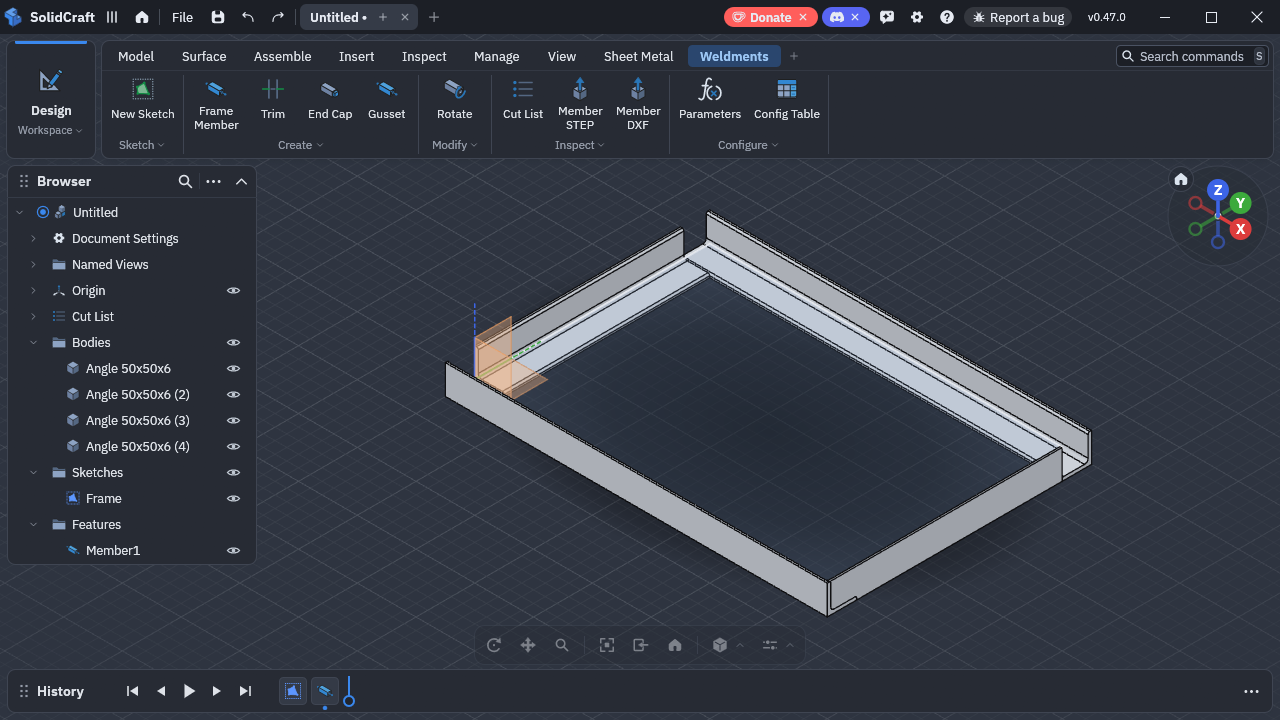 SolidCraft
File
Untitled •
Donate
Report a bug
v0.47.0
Design
Workspace
Model
Surface
Assemble
Insert
Inspect
Manage
View
Sheet Metal
Weldments
Search commands
S
New Sketch
Sketch
Frame
Member
Trim
End Cap
Gusset
Create
Rotate
Modify
Cut List
Member
STEP
Member
DXF
Inspect
Parameters
Config Table
Configure
Browser
Untitled
Document Settings
Named Views
Origin
Cut List
Bodies
Angle 50x50x6
Angle 50x50x6 (2)
Angle 50x50x6 (3)
Angle 50x50x6 (4)
Sketches
Frame
Features
Member1
Z
Y
X
History